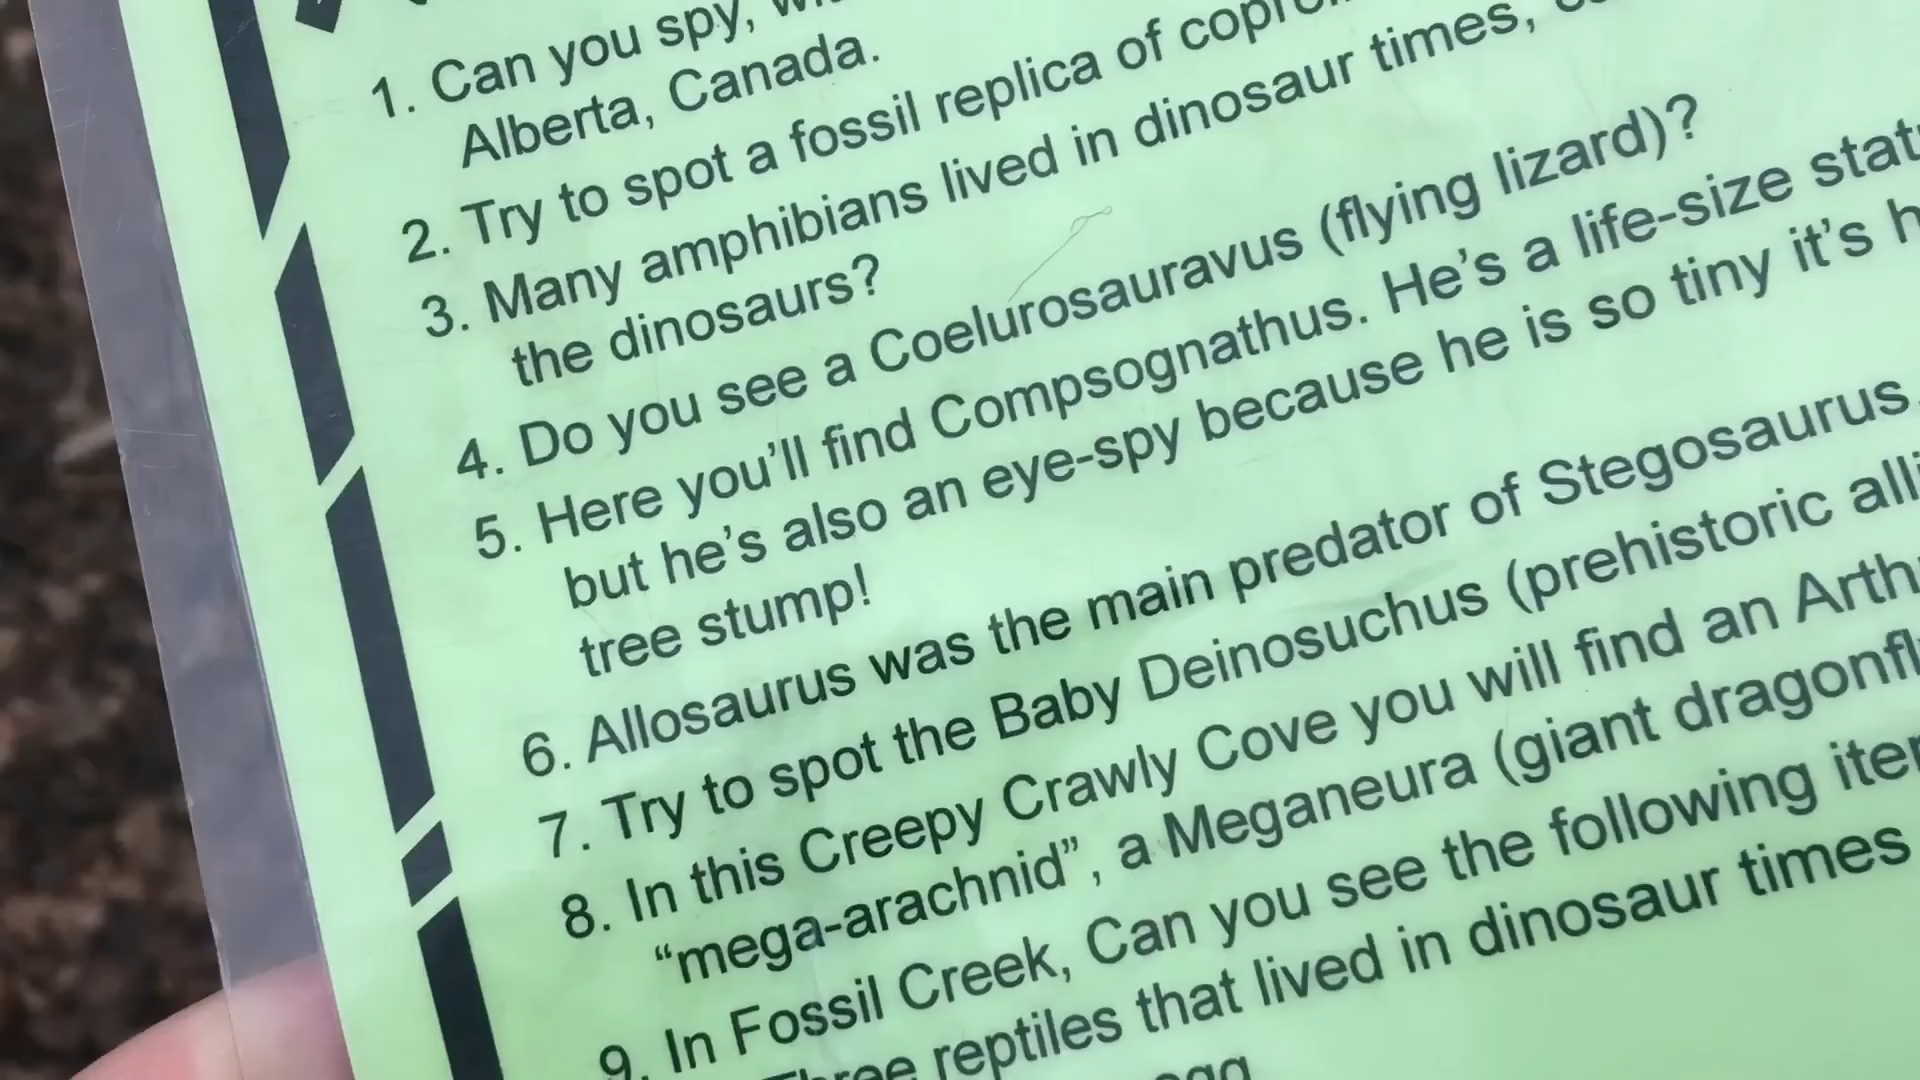 1. Can you spy,
Alberta, Canada.
2. Try to spot a fossil replica of
3. Many amphibians lived in dinosaur times,
the dinosaurs?
4. Do you see a Coelurosauravus (flying lizard)?
5. Here you'll find Compsognathus. He's a life-size
but he's also an eye-spy because he is so tiny it's
tree stump!
6. Allosaurus was the main predator of Stegosaurus.
7. Try to spot the Baby Deinosuchus (prehistoric
8. In this Creepy Crawly Cove you will find an
“mega-arachnid”, a Meganeura (giant
9. In Fossil Creek, Can you see the following
Three reptiles that lived in dinosaur times
egg